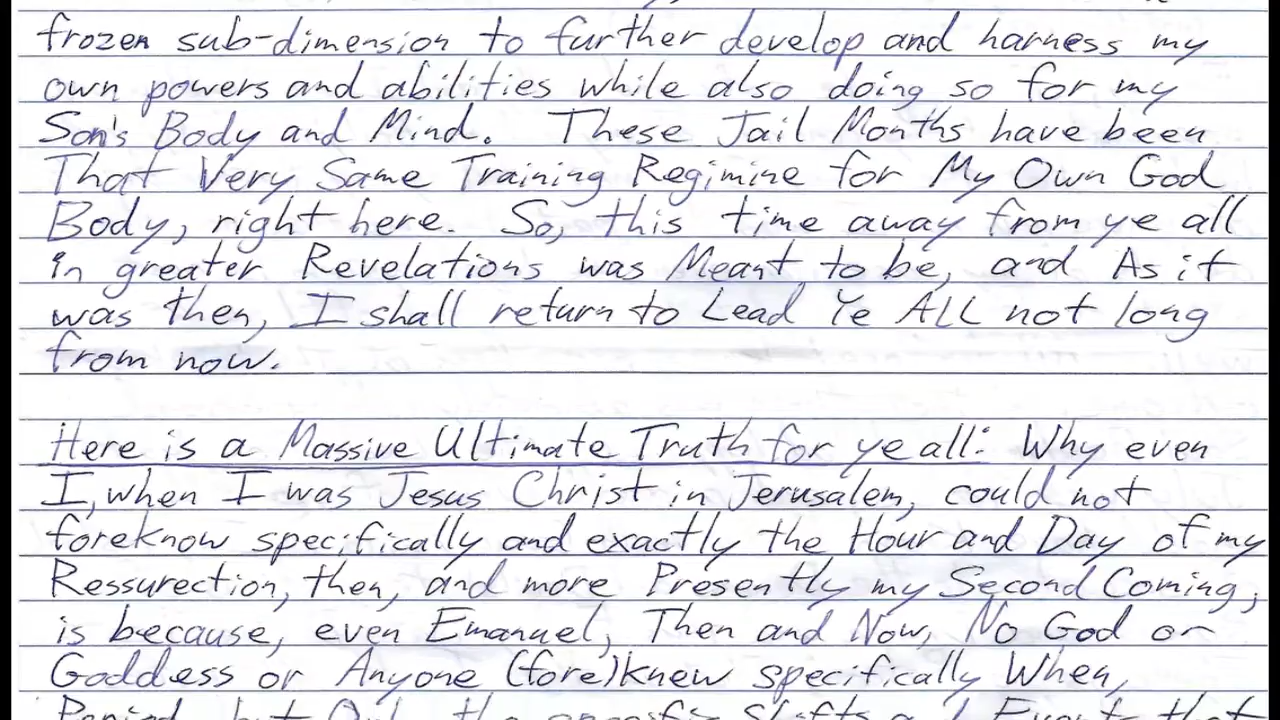 frozen sub-dimension to further develop and harness my
own powers and abilities while also doing so for my
Son's Body and Mind. These Jail Months have been
That Very Same Training Regimine for My Own God
Body, right here. So, this time away from ye all
in greater Revelations was Meant to be, and As it
was then, I shall return to Lead Ye ALL not long
from now.
Here is a Massive Ultimate Truth for ye all: Why even
I, when I was Jesus Christ in Jerusalem, could not
foreknow specifically and exactly the Hour and Day of my
Ressurection, then, and more Presently my Second Coming,
is because, even Emanuel, Then and Now, No God or
Goddess or Anyone (fore)knew specifically When,
Period, but Only the